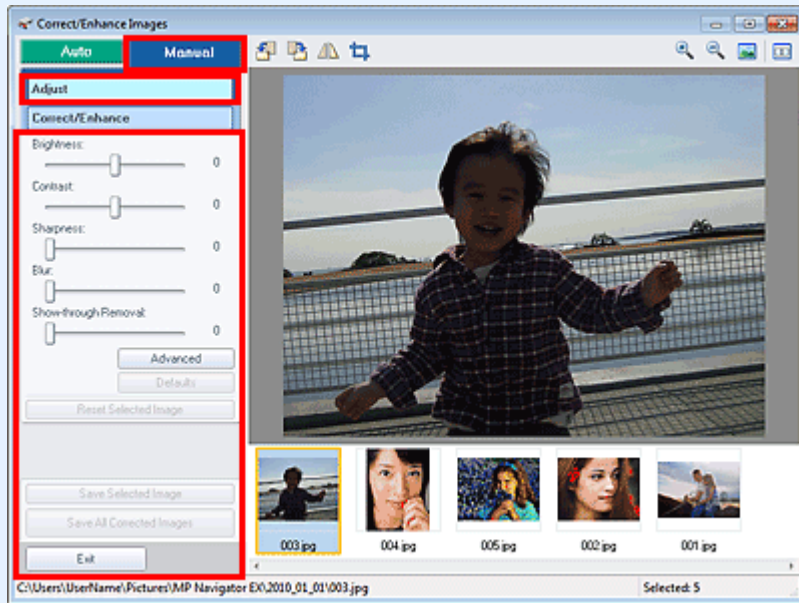 Correct/Enhance Images
Auto Manual
Adjust
Correct/Enhance
Brightness:
0
Contrast:
0
Sharpness:
0
Blur:
0
Show-through Removal:
0
Advanced
Defaults
Reset Selected Image
Save Selected Image
Save All Corrected Images
Exit
003.jpg 004.jpg 005.jpg 002.jpg 001.jpg
C:\Users\UserName\Pictures\MP Navigator EX\2010_01_01\003.jpg Selected: 5